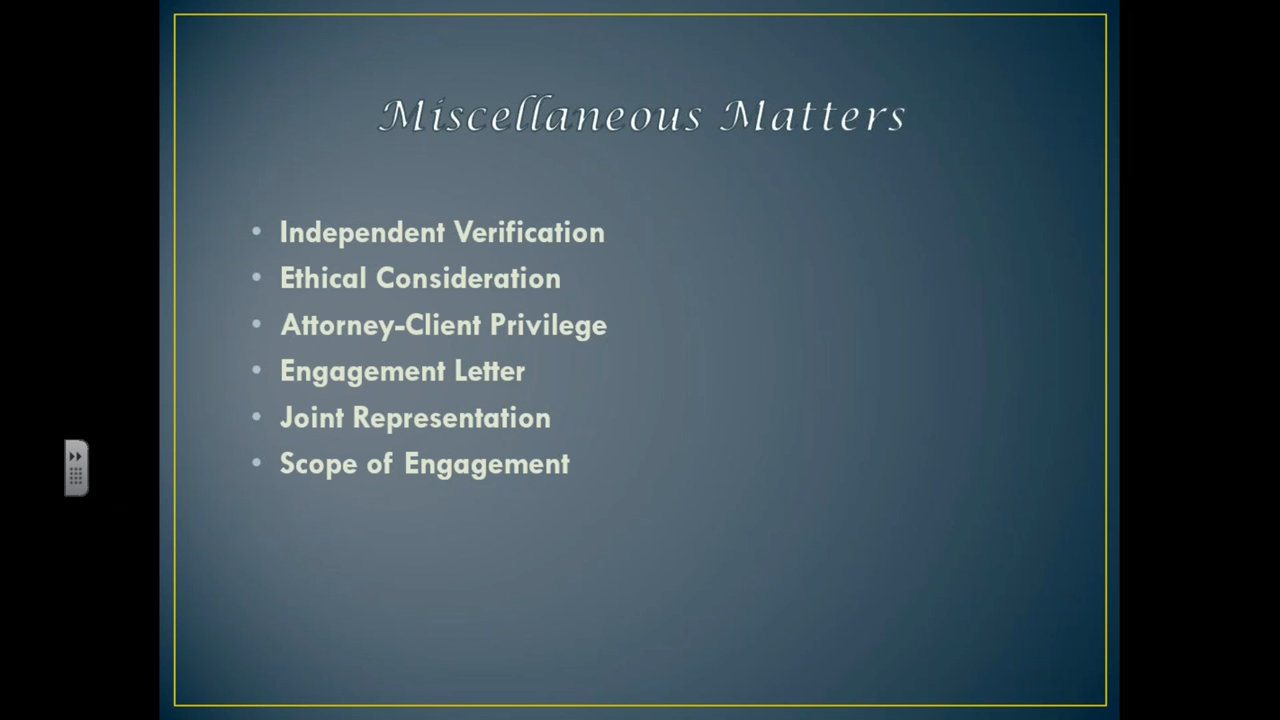 Miscellaneous Matters
• Independent Verification
• Ethical Consideration
• Attorney-Client Privilege
• Engagement Letter
• Joint Representation
• Scope of Engagement